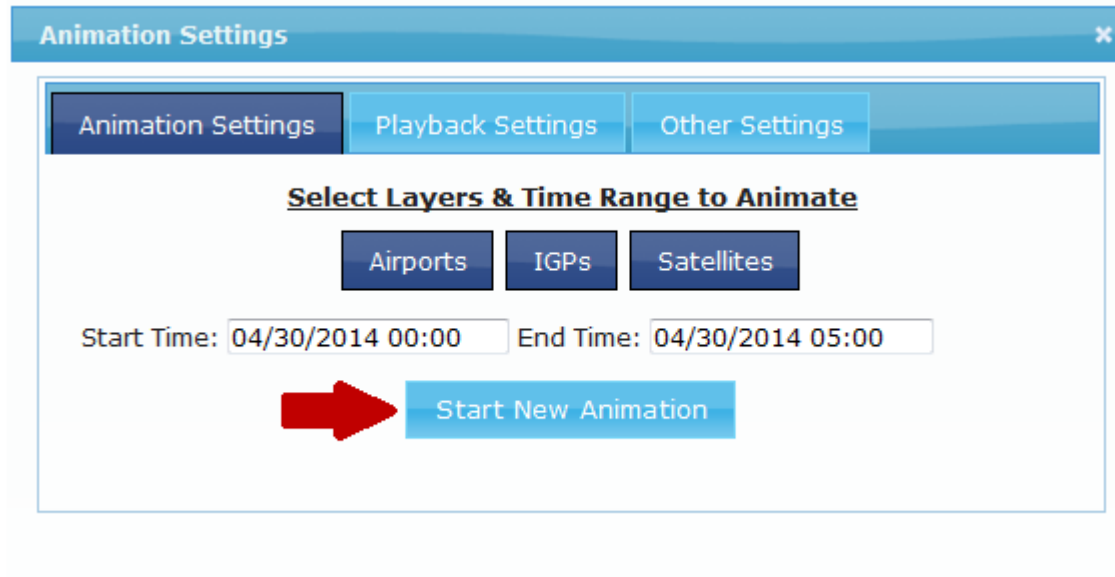 Animation Settings
Animation Settings Playback Settings Other Settings
Select Layers & Time Range to Animate
Airports IGPs Satellites
Start Time: 04/30/2014 00:00 End Time: 04/30/2014 05:00
Start New Animation